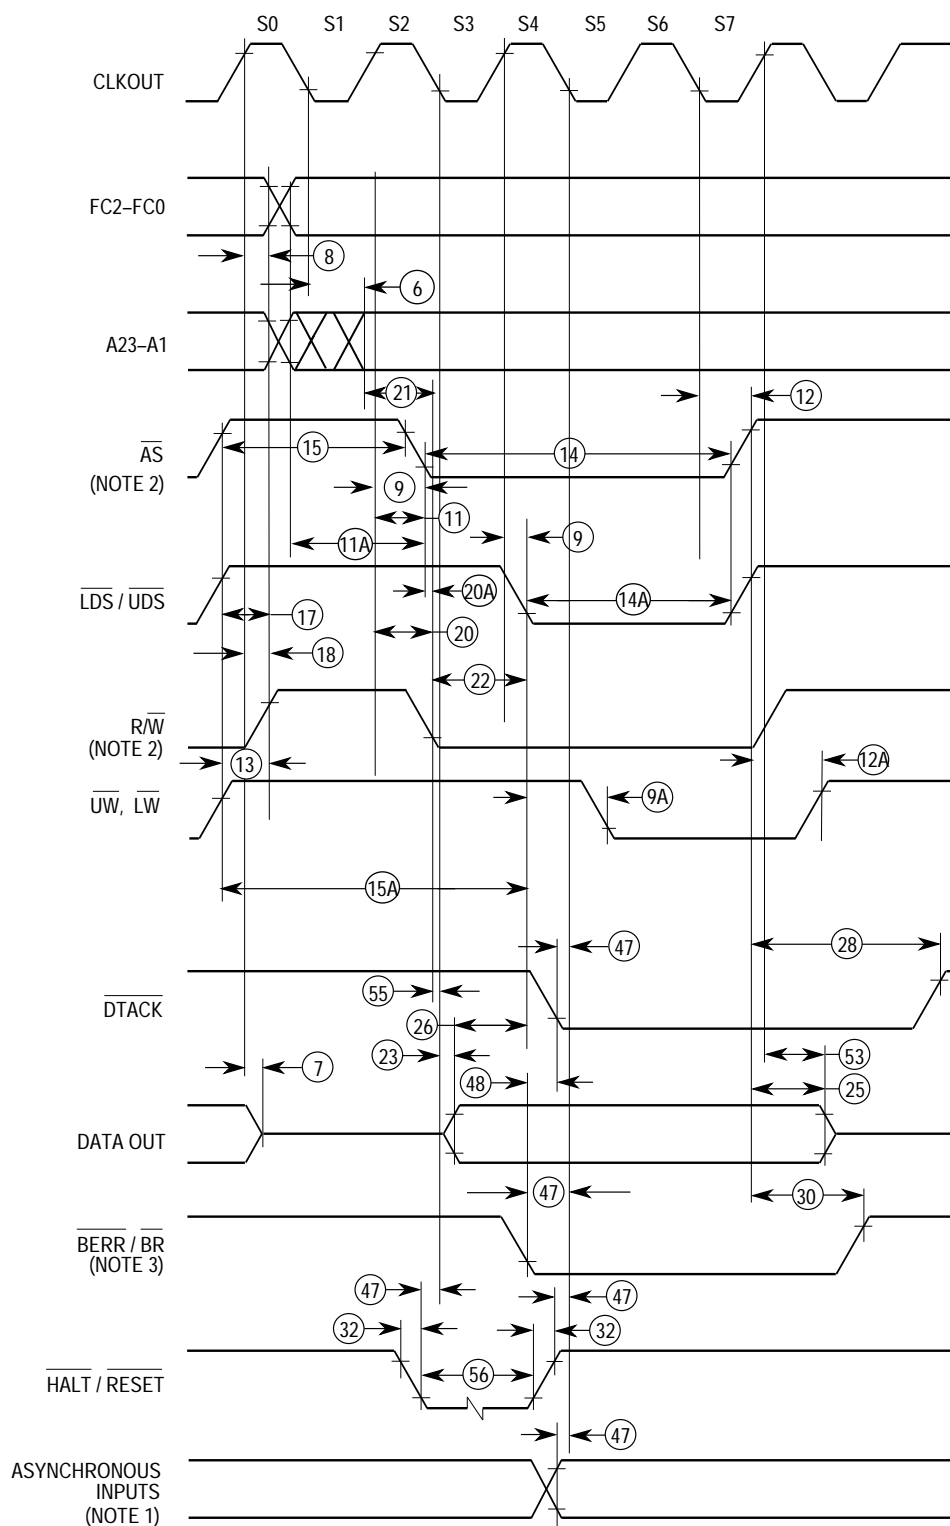 S0 S1 S2 S3 S4 S5 S6 S7
CLKOUT
FC2–FC0
8
6
A23–A1
21
12
15
14
AS
(NOTE 2)
9
11
9
11A
LDS / UDS
20A
14A
17
20
18
22
R/W
(NOTE 2)
13
12A
UW, LW
9A
15A
28
47
55
DTACK
26
23
53
7
48
25
DATA OUT
47
30
BERR / BR
(NOTE 3)
47
47
32
32
HALT / RESET
56
47
ASYNCHRONOUS
INPUTS
(NOTE 1)